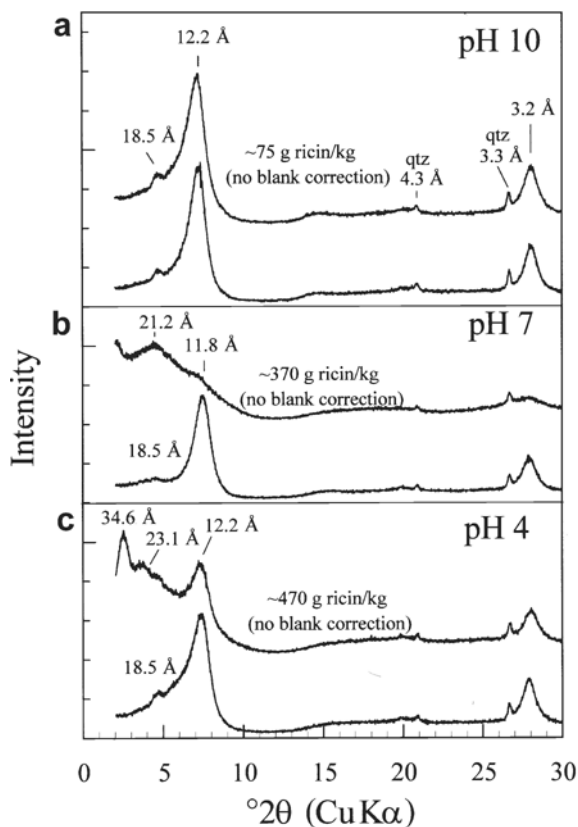 a
12.2 Å
pH 10
18.5 Å
3.2 Å
~75 g ricin/kg
(no blank correction)
qtz
4.3 Å
qtz
3.3 Å
b
21.2 Å
pH 7
11.8 Å
~370 g ricin/kg
(no blank correction)
18.5 Å
Intensity
c
34.6 Å
pH 4
23.1 Å
12.2 Å
~470 g ricin/kg
(no blank correction)
18.5 Å
0 5 10 15 20 25 30
°2θ (CuKα)